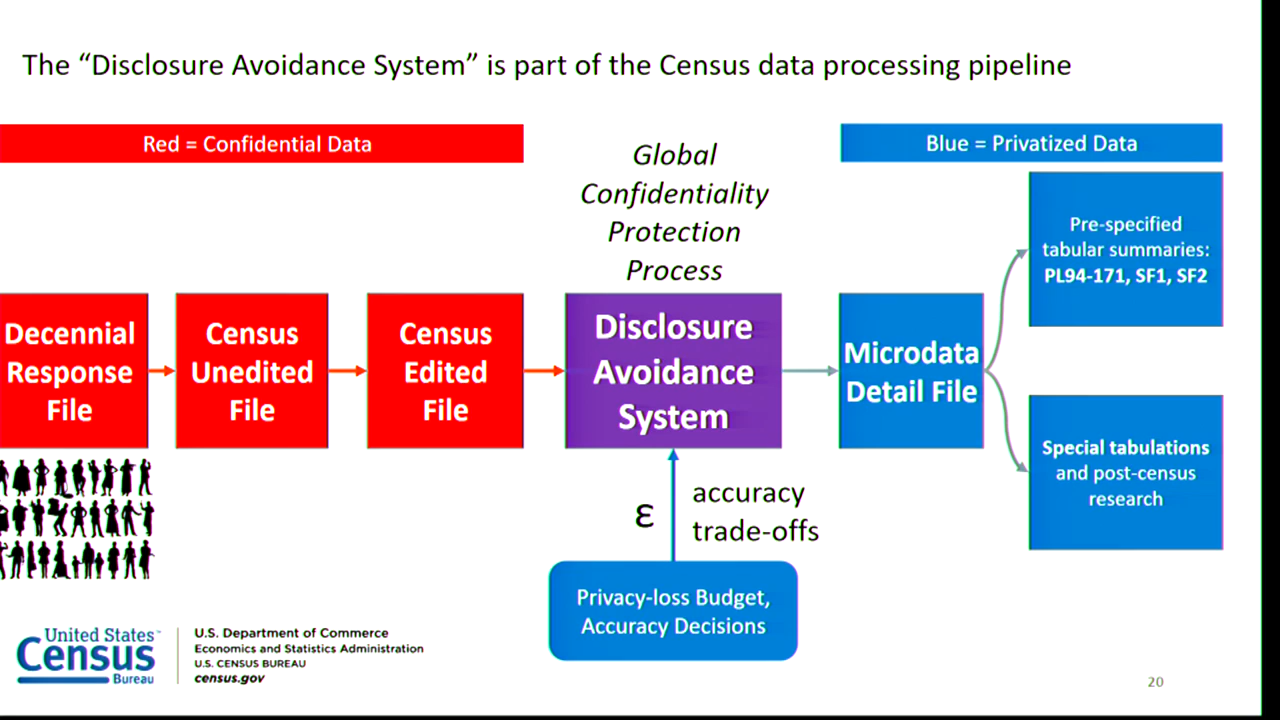 The “Disclosure Avoidance System” is part of the Census data processing pipeline
Red = Confidential Data
Global
Confidentiality
Protection
Process
Blue = Privatized Data
Pre-specified
tabular summaries:
PL94-171, SF1, SF2
Decennial
Response
File
Census
Unedited
File
Census
Edited
File
Disclosure
Avoidance
System
Microdata
Detail File
Special tabulations
and post-census
research
ε
accuracy
trade-offs
Privacy-loss Budget,
Accuracy Decisions
United States™
Census
Bureau
U.S. Department of Commerce
Economics and Statistics Administration
U.S. CENSUS BUREAU
census.gov
20